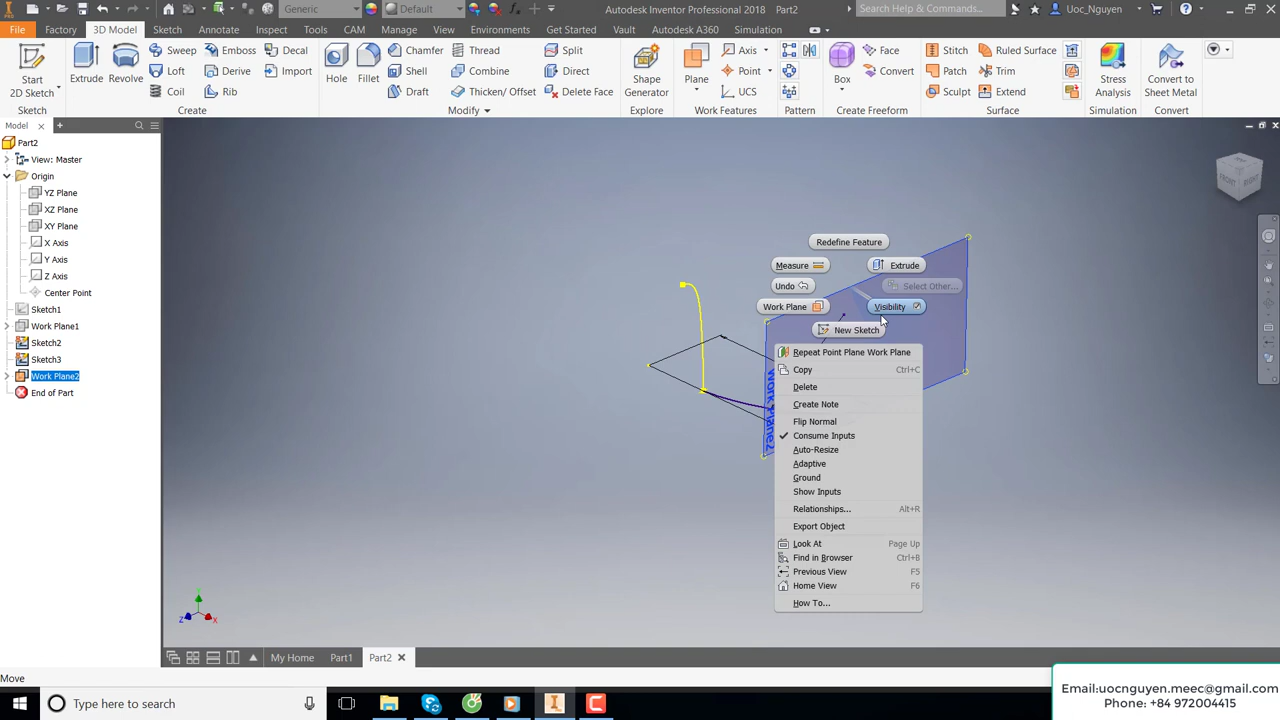 Generic
Default
Autodesk Inventor Professional Part2
Search Help & Commands...
Uoc_Nguyen
File
Factory
3D Model
Sketch
Annotate
Inspect
Tools
CAM
Manage
View
Environments
Get Started
Vault
Autodesk A360
Simulation
Start
2D Sketch
Extrude
Revolve
Sweep
Loft
Coil
Emboss
Derive
Rib
Decal
Import
Hole
Fillet
Chamfer
Shell
Draft
Thread
Combine
Thicken/ Offset
Split
Direct
Delete Face
Shape
Generator
Plane
Axis
Point
UCS
Box
Face
Convert
Stitch
Patch
Sculpt
Ruled Surface
Trim
Extend
Stress
Analysis
Convert to
Sheet Metal
Sketch
Create
Modify
Explore
Work Features
Pattern
Create Freeform
Surface
Simulation
Convert
Model
Part2
View: Master
Origin
YZ Plane
XZ Plane
XY Plane
X Axis
Y Axis
Z Axis
Center Point
Sketch1
Work Plane1
Sketch2
Sketch3
Work Plane2
End of Part
FRONT
RIGHT
Redefine Feature
Measure
Extrude
Undo
Select Other...
Work Plane
Visibility
New Sketch
Work Plane2
Repeat Point Plane Work Plane
Copy Ctrl+C
Delete
Create Note
Flip Normal
Consume Inputs
Auto-Resize
Adaptive
Ground
Show Inputs
Relationships... Alt+R
Export Object
Look At Page Up
Find in Browser Ctrl+B
Previous View F5
Home View F6
How To...
Z
X
My Home
Part1
Part2
Move
Type here to search
Email:uocnguyen.meec@gmail.com
Phone: +84 972004415